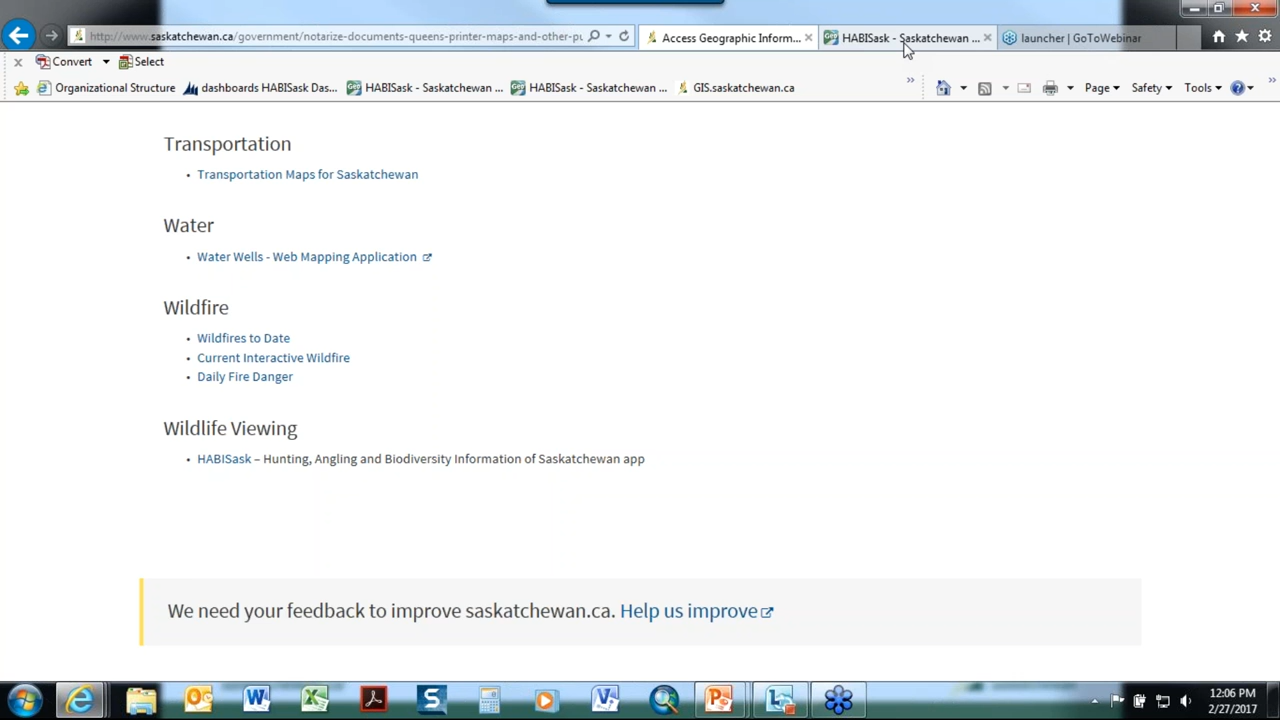 http://www.saskatchewan.ca/government/notarize-documents-queens-printer-maps-and-other-pu
Access Geographic Inform...
HABISask - Saskatchewan ...
launcher | GoToWebinar
Convert
Select
Organizational Structure
dashboards HABISask Das...
HABISask - Saskatchewan ...
HABISask - Saskatchewan ...
GIS.saskatchewan.ca
Page
Safety
Tools
Transportation
• Transportation Maps for Saskatchewan
Water
• Water Wells - Web Mapping Application
Wildfire
• Wildfires to Date
• Current Interactive Wildfire
• Daily Fire Danger
Wildlife Viewing
• HABISask – Hunting, Angling and Biodiversity Information of Saskatchewan app
We need your feedback to improve saskatchewan.ca. Help us improve
12:06 PM
2/27/2017